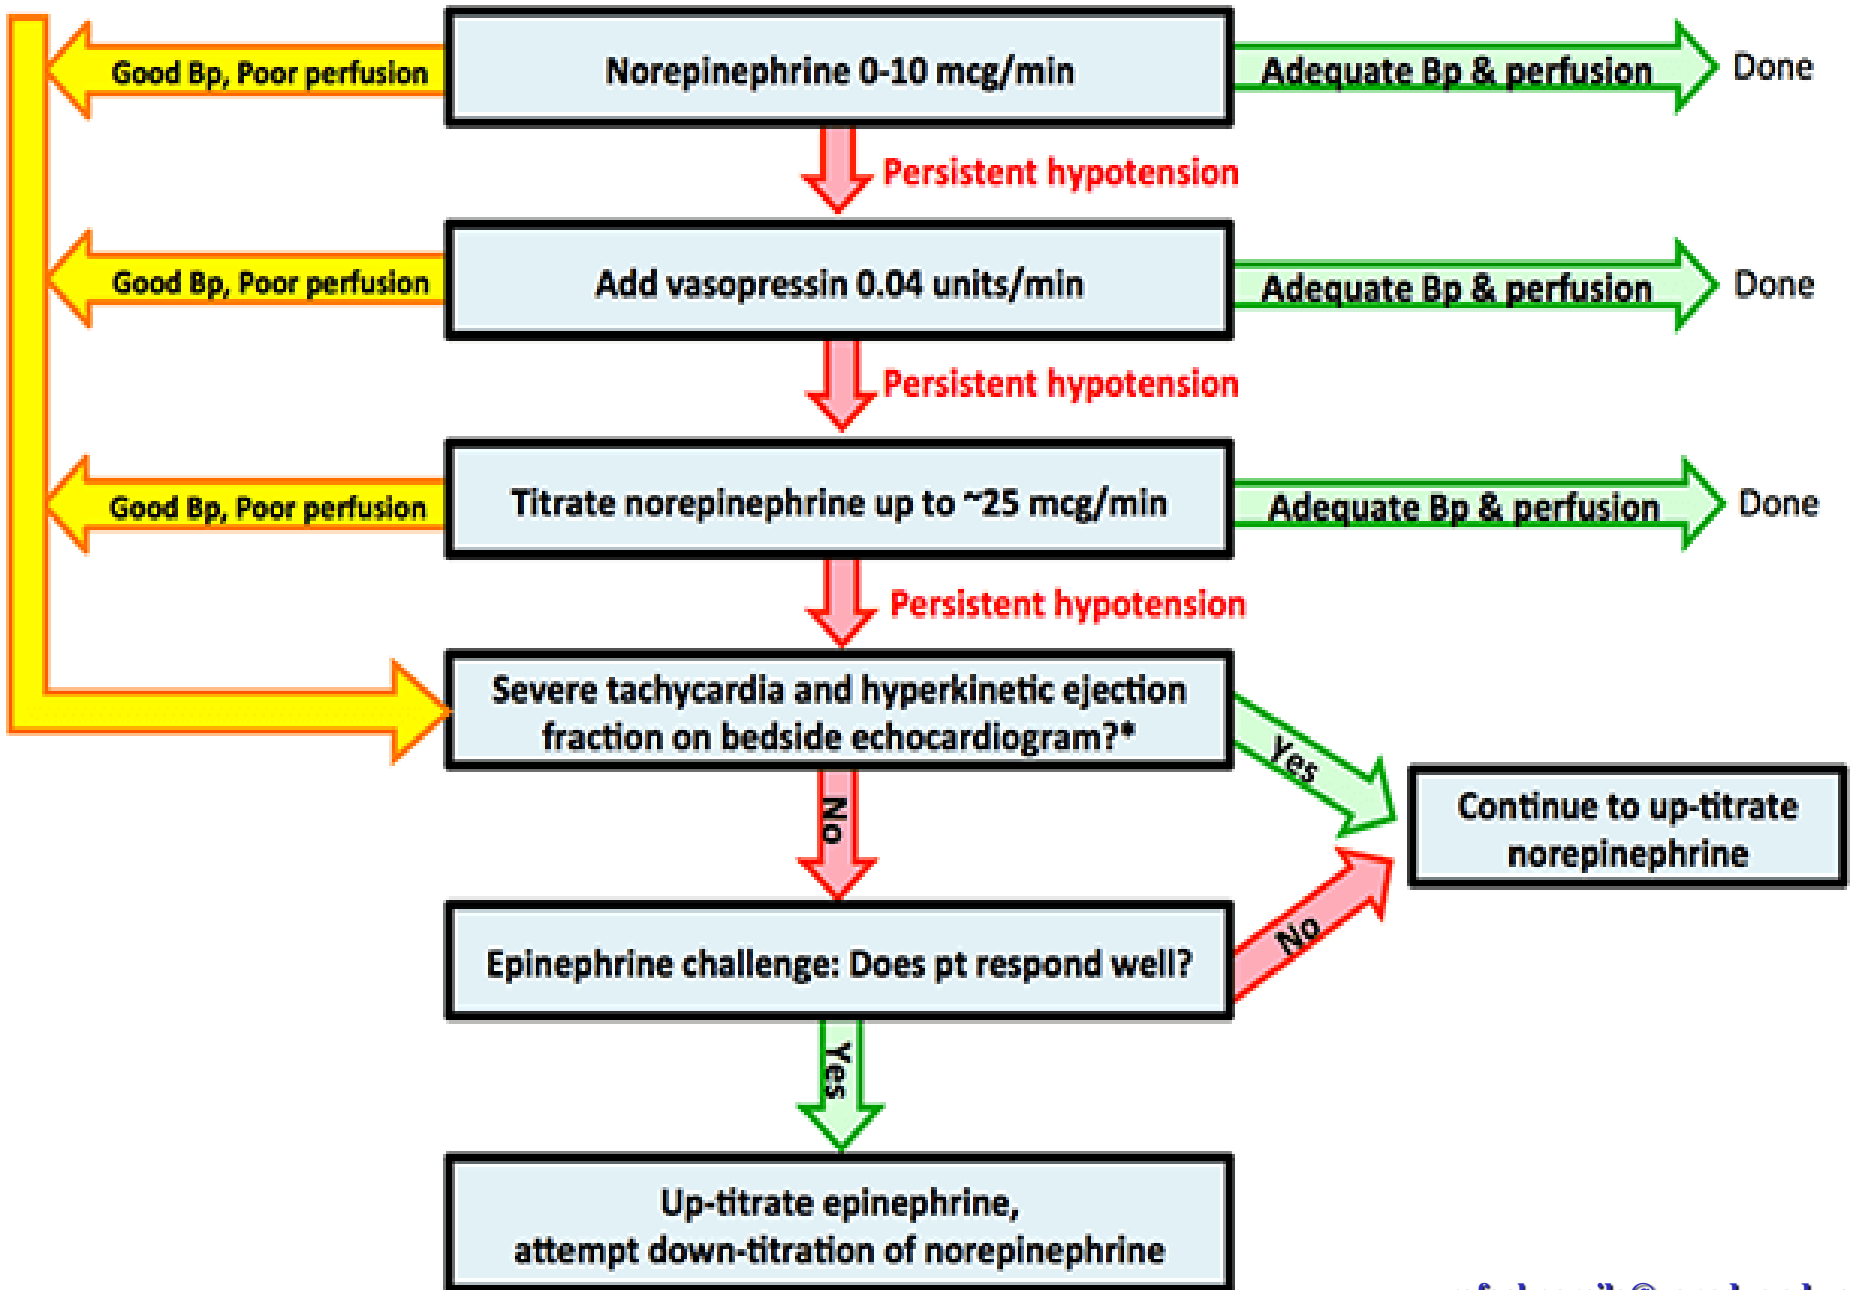 Good Bp, Poor perfusion
Norepinephrine 0-10 mcg/min
Adequate Bp & perfusion
Done
Persistent hypotension
Good Bp, Poor perfusion
Add vasopressin 0.04 units/min
Adequate Bp & perfusion
Done
Persistent hypotension
Good Bp, Poor perfusion
Titrate norepinephrine up to ~25 mcg/min
Adequate Bp & perfusion
Done
Persistent hypotension
Severe tachycardia and hyperkinetic ejection
fraction on bedside echocardiogram?*
Yes
No
Continue to up-titrate
norepinephrine
No
Epinephrine challenge: Does pt respond well?
Yes
Up-titrate epinephrine,
attempt down-titration of norepinephrine